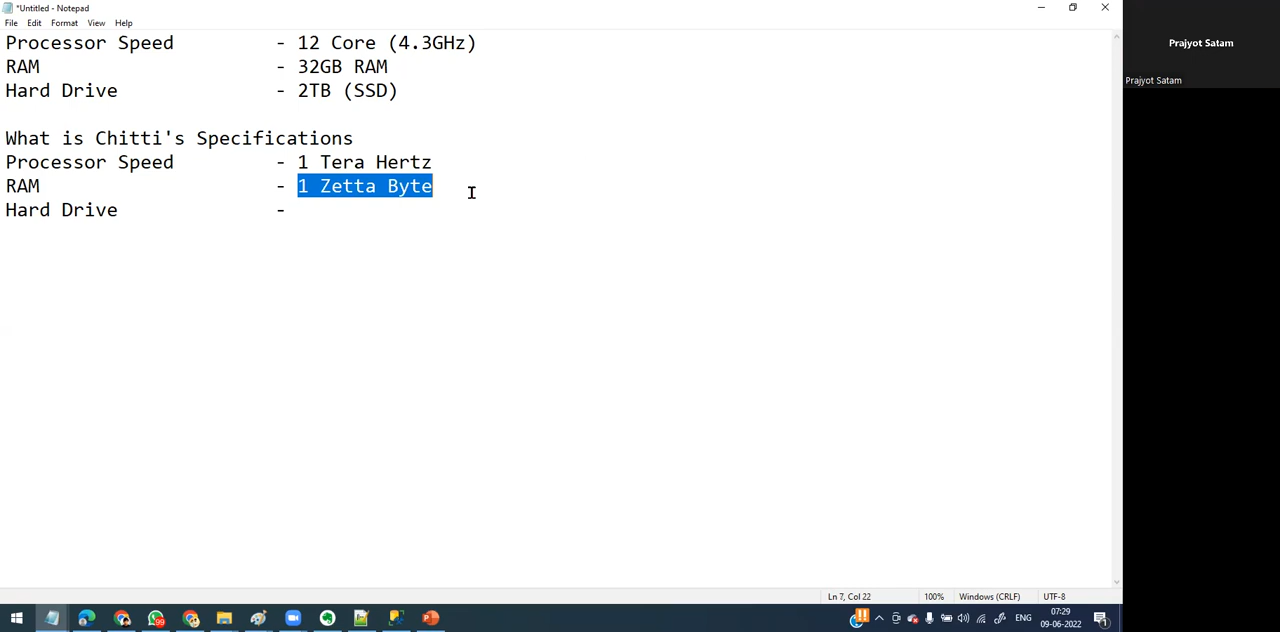 *Untitled - Notepad
File Edit Format View Help
Processor Speed - 12 Core (4.3GHz)
RAM - 32GB RAM
Hard Drive - 2TB (SSD)
What is Chitti's Specifications
Processor Speed - 1 Tera Hertz
RAM - 1 Zetta Byte
Hard Drive -
Prajyot Satam
Prajyot Satam
Ln 7, Col 22 100% Windows (CRLF) UTF-8
99
ENG
07:29
09-06-2022
1